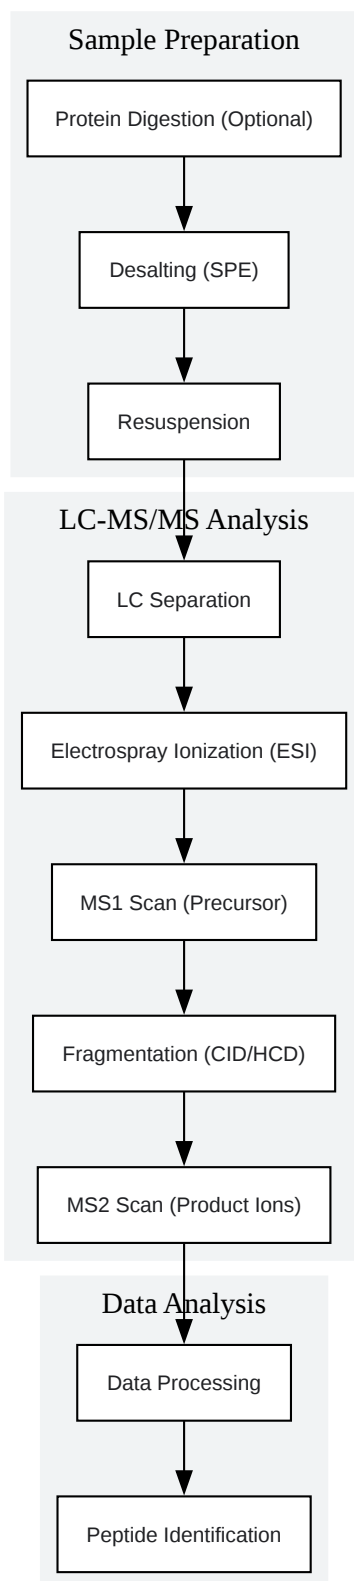 Sample Preparation
Protein Digestion (Optional)
Desalting (SPE)
Resuspension
LC-MS/MS Analysis
LC Separation
Electrospray Ionization (ESI)
MS1 Scan (Precursor)
Fragmentation (CID/HCD)
MS2 Scan (Product Ions)
Data Analysis
Data Processing
Peptide Identification